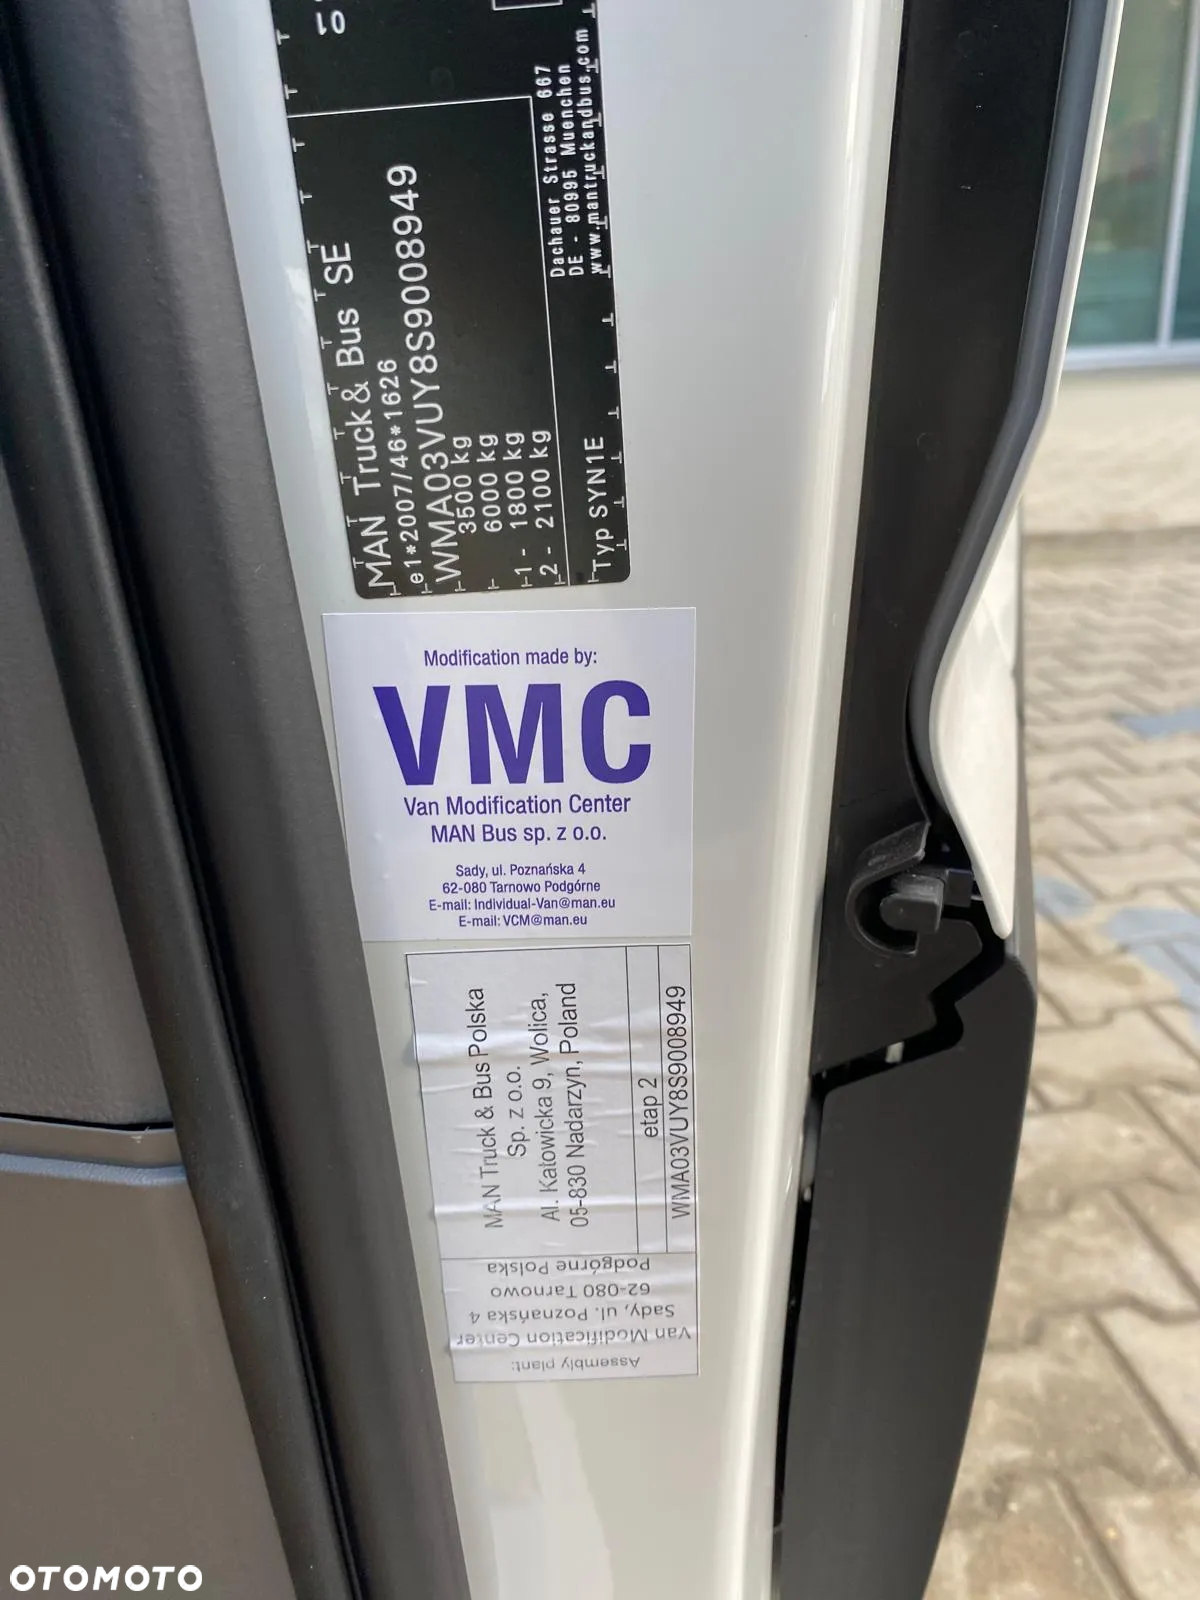 01
MAN Truck & Bus SE
e1*2007/46*1626
WMA03VUY8S9008949
3500 kg
6000 kg
1 - 1800 kg
2 - 2100 kg
Dachauer Strasse 667
DE - 80995 Muenchen
www.mantruckandbus.com
Typ SYN1E
Modification made by:
VMC
Van Modification Center
MAN Bus sp. z o.o.
Sady, ul. Poznańska 4
62-080 Tarnowo Podgórne
E-mail: Individual-Van@man.eu
E-mail: VCM@man.eu
MAN Truck & Bus Polska
Sp. z o.o.
Al. Katowicka 9, Wolica,
05-830 Nadarzyn, Poland
etap 2
WMA03VUY8S9008949
Assembly plant:
Van Modification Center
Sady, ul. Poznańska 4
62-080 Tarnowo
Podgórne Polska
OTOMOTO